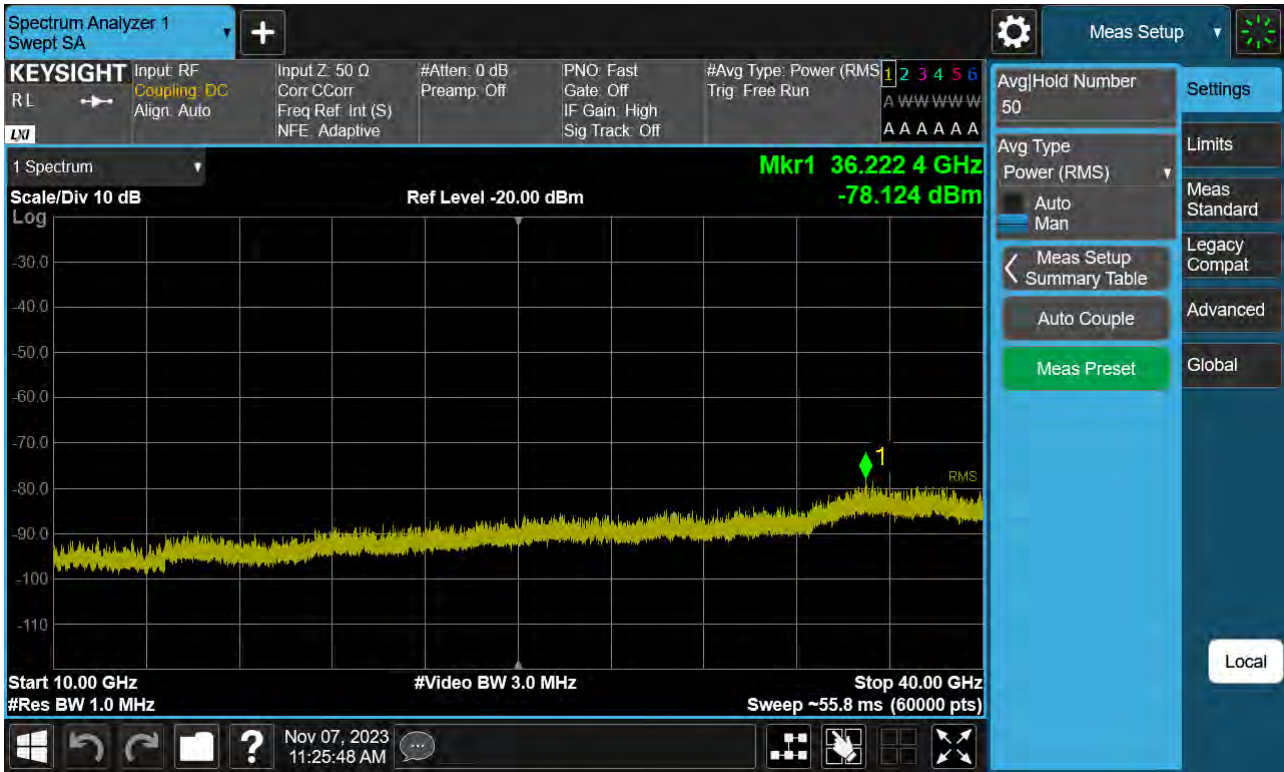 Spectrum Analyzer 1
Swept SA
Meas Setup
KEYSIGHT
RL
LXI
Input: RF
Coupling: DC
Align: Auto
Input Z: 50 Ω
Corr CCorr
Freq Ref: Int (S)
NFE: Adaptive
#Atten: 0 dB
Preamp: Off
PNO: Fast
Gate: Off
IF Gain: High
Sig Track: Off
#Avg Type: Power (RMS
Trig: Free Run
1 2 3 4 5 6
A W W W W W
A A A A A A
1 Spectrum
Scale/Div 10 dB
Log
Ref Level -20.00 dBm
Mkr1 36.222 4 GHz
-78.124 dBm
-30.0
-40.0
-50.0
-60.0
-70.0
-80.0
-90.0
-100
-110
1
RMS
Start 10.00 GHz
#Res BW 1.0 MHz
#Video BW 3.0 MHz
Stop 40.00 GHz
Sweep ~55.8 ms (60000 pts)
Avg|Hold Number
50
Avg Type
Power (RMS)
Auto
Man
Meas Setup
Summary Table
Auto Couple
Meas Preset
Settings
Limits
Meas
Standard
Legacy
Compat
Advanced
Global
Local
?
Nov 07, 2023
11:25:48 AM